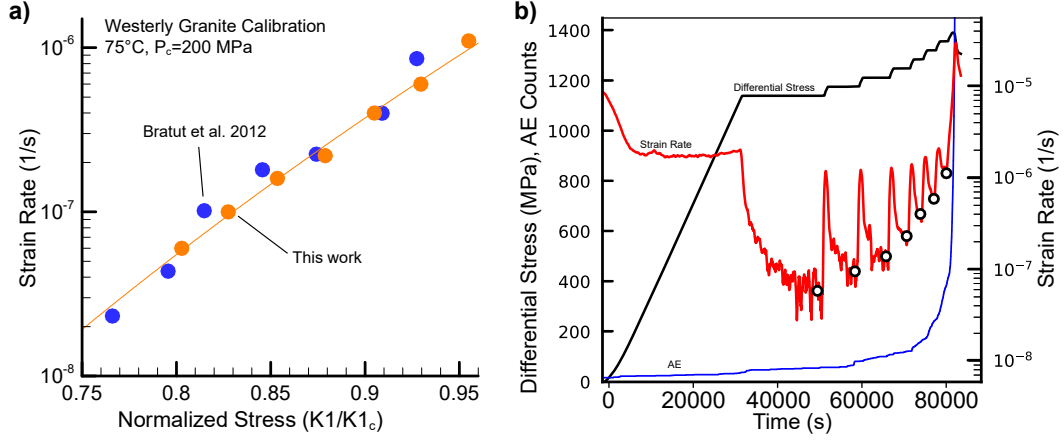 a)
Westerly Granite Calibration
75°C, Pc=200 MPa
Bratut et al. 2012
This work
Strain Rate (1/s)
10-6
10-7
10-8
0.75
0.8
0.85
0.9
0.95
Normalized Stress (K1/K1c)
b)
Differential Stress (MPa), AE Counts
1400
1200
1000
800
600
400
200
0
Differential Stress
Strain Rate
AE
0
20000
40000
60000
80000
Time (s)
10-5
10-6
10-7
10-8
Strain Rate (1/s)